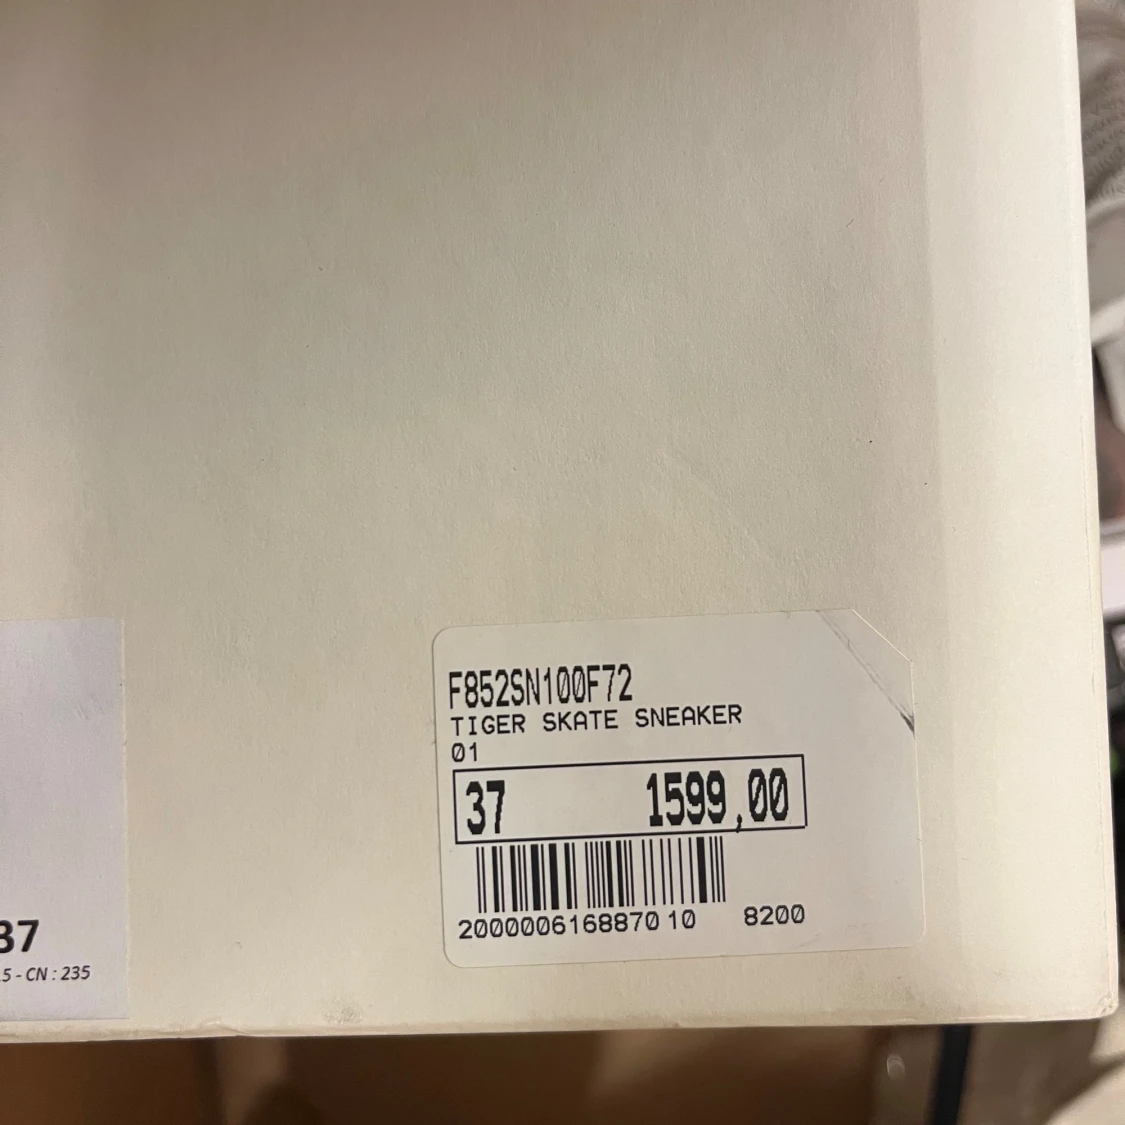 F852SN100F72
TIGER SKATE SNEAKER
01
37 1599,00
2000006168870 10 8200
37
5 - CN : 235